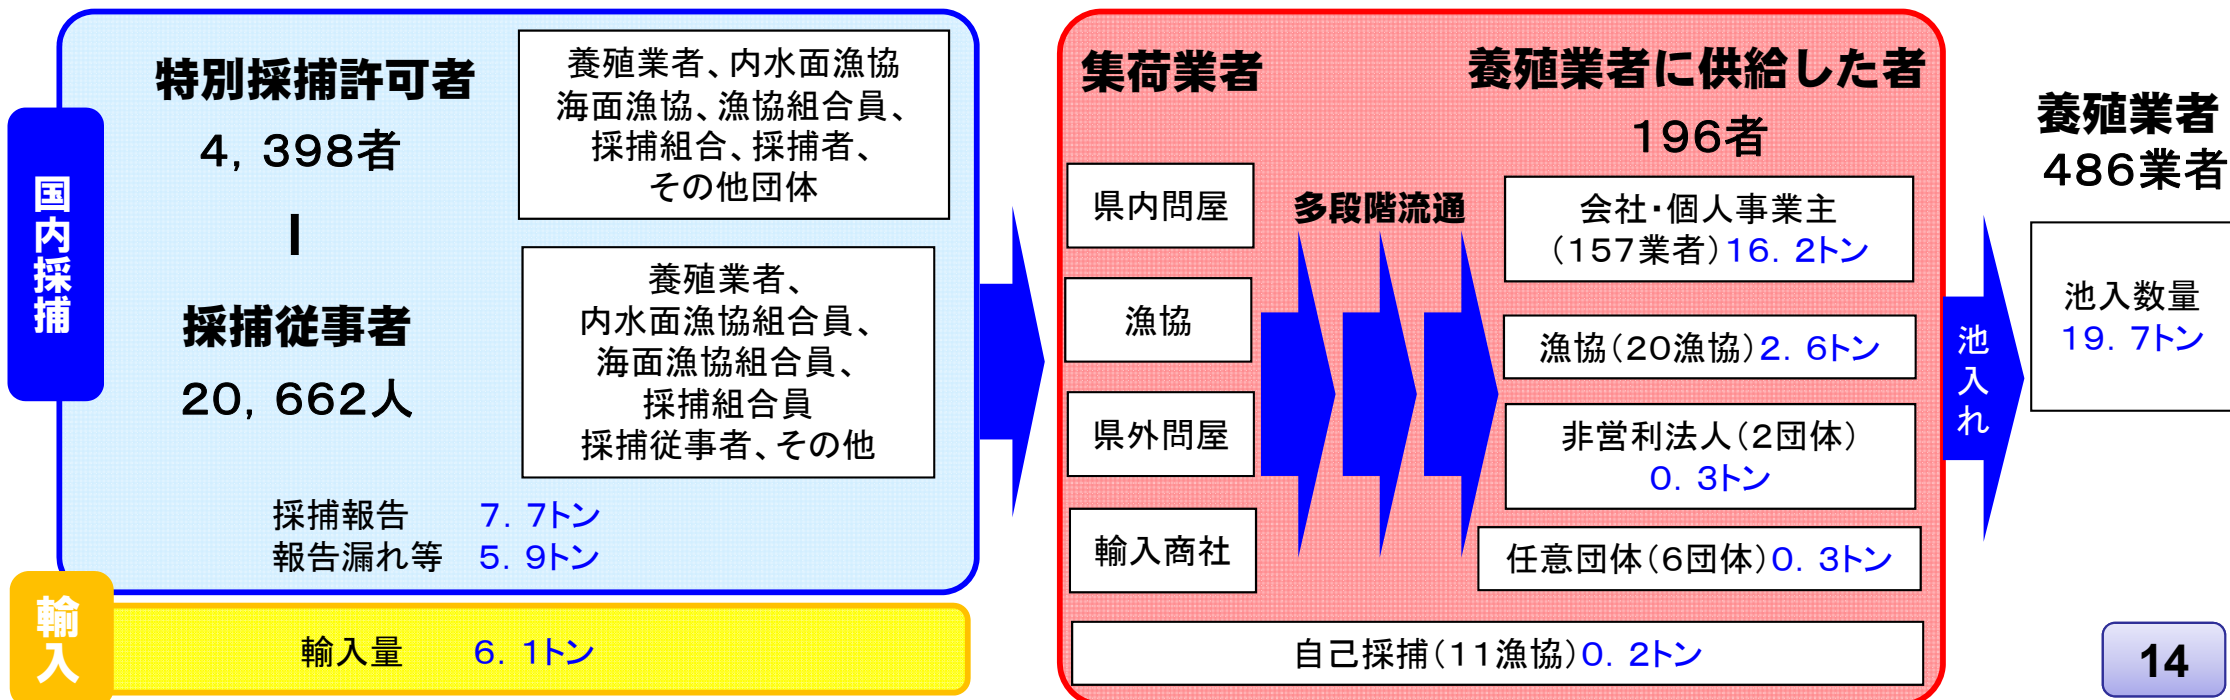 国内採捕
特別採捕許可者
4,398者
採捕従事者
20,662人
養殖業者、内水面漁協
海面漁協、漁協組合員、
採捕組合、採捕者、
その他団体
養殖業者、
内水面漁協組合員、
海面漁協組合員、
採捕組合員
採捕従事者、その他
採捕報告 7.7トン
報告漏れ等 5.9トン
輸入
輸入量 6.1トン
集荷業者
県内問屋
漁協
県外問屋
輸入商社
多段階流通
養殖業者に供給した者
196者
会社・個人事業主
(157業者)16.2トン
漁協(20漁協)2.6トン
非営利法人(2団体)
0.3トン
任意団体(6団体)0.3トン
自己採捕(11漁協)0.2トン
池入れ
養殖業者
486業者
池入数量
19.7トン
14